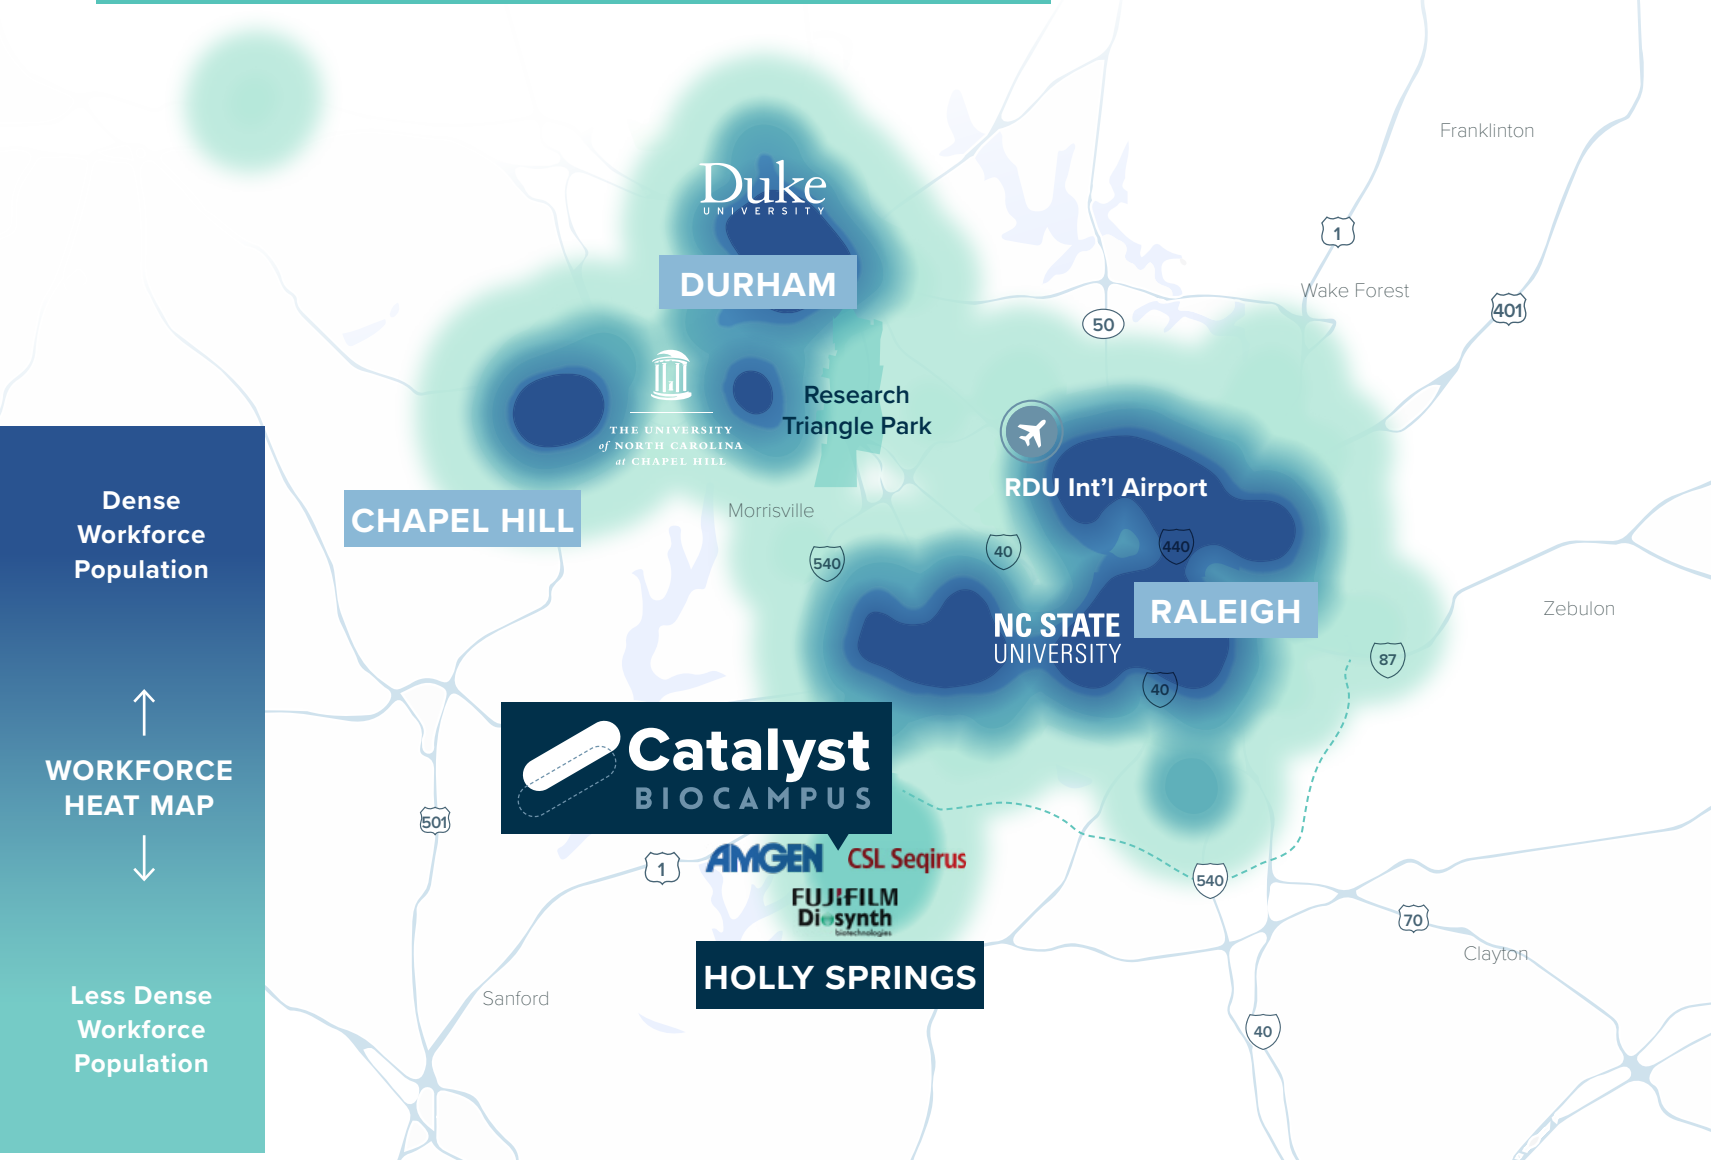 Franklinton
Duke
UNIVERSITY
1
DURHAM
Wake Forest
401
50
Research
Triangle Park
THE UNIVERSITY
of NORTH CAROLINA
at CHAPEL HILL
RDU Int'l Airport
CHAPEL HILL
Morrisville
Dense
Workforce
Population
540
40
440
NC STATE
UNIVERSITY
RALEIGH
Zebulon
87
40
Catalyst
BIOCAMPUS
WORKFORCE
HEAT MAP
501
1
AMGEN
CSL Seqirus
FUJIFILM
Diosynth
biotechnologies
540
70
HOLLY SPRINGS
Clayton
Sanford
40
Less Dense
Workforce
Population